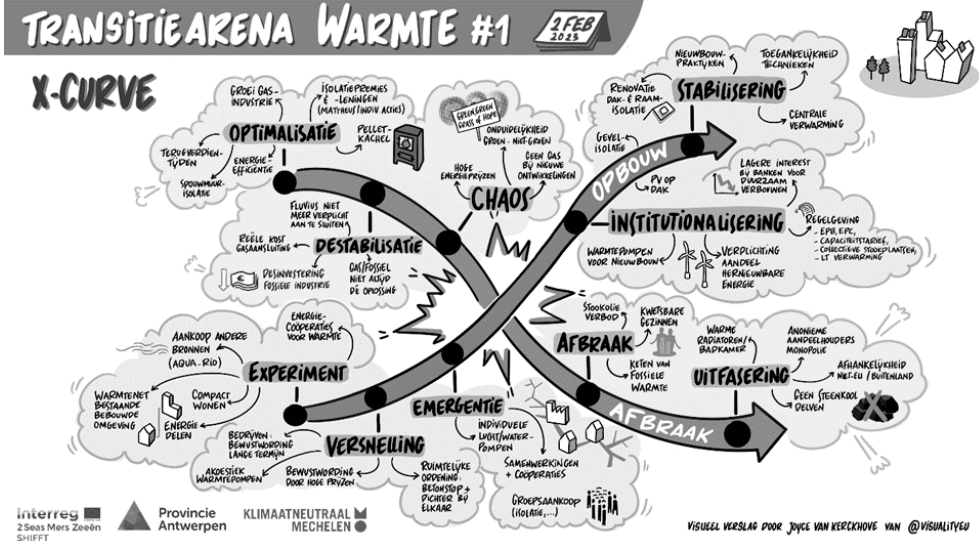 TRANSITIEARENA WARMTE #1
2 FEB
2023
X-CURVE
GROEI GAS-
INDUSTRIE
ISOLATIEPREMIES
& -LENINGEN
(MATTHEUS/INDIV. ACTIES)
OPTIMALISATIE
PELLET-
KACHEL
TERUGVERDIEN-
TIJDEN
ENERGIE-
EFFICIËNTIE
SPOUWMUUR-
ISOLATIE
FLUVIUS NIET
MEER VERPLICHT
AAN TE SLUITEN
REËLE KOST
GASAANSLUITING
DESTABILISATIE
DESINVESTERING
FOSSIELE INDUSTRIE
GAS/FOSSIEL
NIET ALTIJD
DÉ OPLOSSING
GREEN GREEN
GRASS OF HOPE
ONDUIDELIJKHEID
GROEN - NIET-GROEN
HOGE
ENERGIEPRIJZEN
GEEN GAS
BIJ NIEUWE
ONTWIKKELINGEN
CHAOS
NIEUWBOUW-
PRAKTIJKEN
TOEGANKELIJKHEID
TECHNIEKEN
RENOVATIE
DAK- & RAAM-
ISOLATIE
STABILISERING
CENTRALE
VERWARMING
GEVEL-
ISOLATIE
OPBOUW
PV OP
DAK
LAGERE INTEREST
BIJ BANKEN VOOR
DUURZAAM
VERBOUWEN
INSTITUTIONALISERING
REGELGEVING
- EPB, EPC,
- CAPACITEITSTARIEF,
- COLLECTIEVE STOOKPLAATSEN,
- LT VERWARMING
WARMTEPOMPEN
VOOR NIEUWBOUW
VERPLICHTING
AANDEEL
HERNIEUWBARE
ENERGIE
ENERGIE-
COÖPERATIES
VOOR WARMTE
AANKOOP ANDERE
BRONNEN
(AQUA-RIO)
EXPERIMENT
WARMTENET
BESTAANDE
BEBOUWDE
OMGEVING
COMPACT
WONEN
ENERGIE
DELEN
BEDRIJVEN:
BEWUSTWORDING
LANGE TERMIJN
VERSNELLING
AKOESTIEK
WARMTEPOMPEN
BEWUSTWORDING
DOOR HOGE PRIJZEN
RUIMTELIJKE
ORDENING:
BETONSTOP +
DICHTER BIJ
ELKAAR
EMERGENTIE
INDIVIDUELE
LUCHT/WATER-
POMPEN
SAMENWERKINGEN
+ COÖPERATIES
GROEPSAANKOOP
(ISOLATIE,...)
STOOKOLIE
VERBOD
KWETSBARE
GEZINNEN
AFBRAAK
KETEN VAN
FOSSIELE
WARMTE
AFBRAAK
WARME
RADIATOREN/
BADKAMER
ANONIEME
AANDEELHOUDERS
MONOPOLIE
UITFASERING
AFHANKELIJKHEID
NIET-EU / BUITENLAND
GEEN STEENKOOL
DELVEN
Interreg
2 Seas Mers Zeeën
SHIFFT
Provincie
Antwerpen
KLIMAATNEUTRAAL
MECHELEN
VISUEEL VERSLAG DOOR JOYCE VAN KERCKHOVE VAN @VISUALITYEU